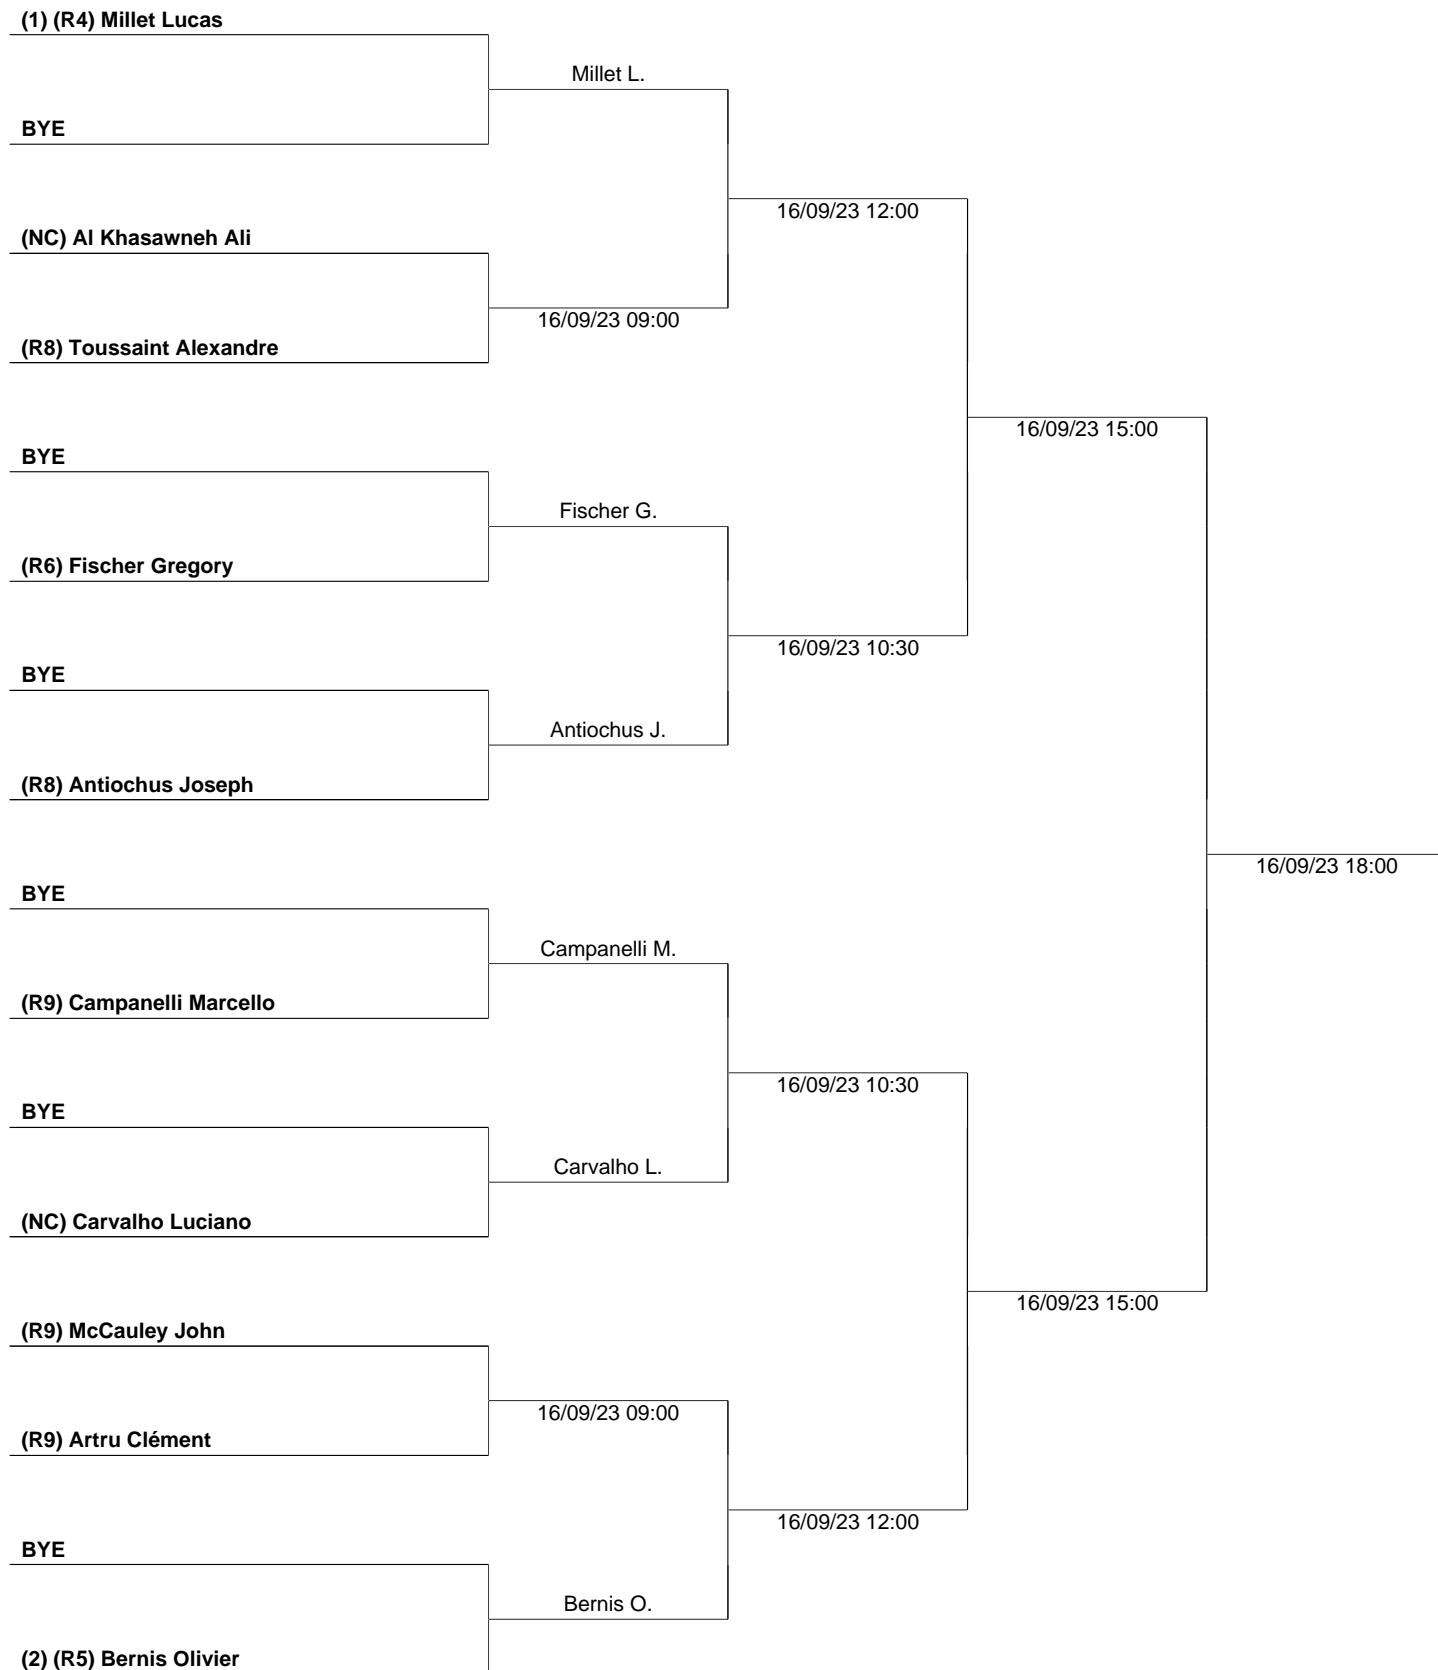 (1) (R4) Millet Lucas
Millet L.
BYE
16/09/23 12:00
(NC) Al Khasawneh Ali
16/09/23 09:00
(R8) Toussaint Alexandre
16/09/23 15:00
BYE
Fischer G.
(R6) Fischer Gregory
16/09/23 10:30
BYE
Antiochus J.
(R8) Antiochus Joseph
16/09/23 18:00
BYE
Campanelli M.
(R9) Campanelli Marcello
16/09/23 10:30
BYE
Carvalho L.
(NC) Carvalho Luciano
16/09/23 15:00
(R9) McCauley John
16/09/23 09:00
(R9) Artru Clément
16/09/23 12:00
BYE
Bernis O.
(2) (R5) Bernis Olivier